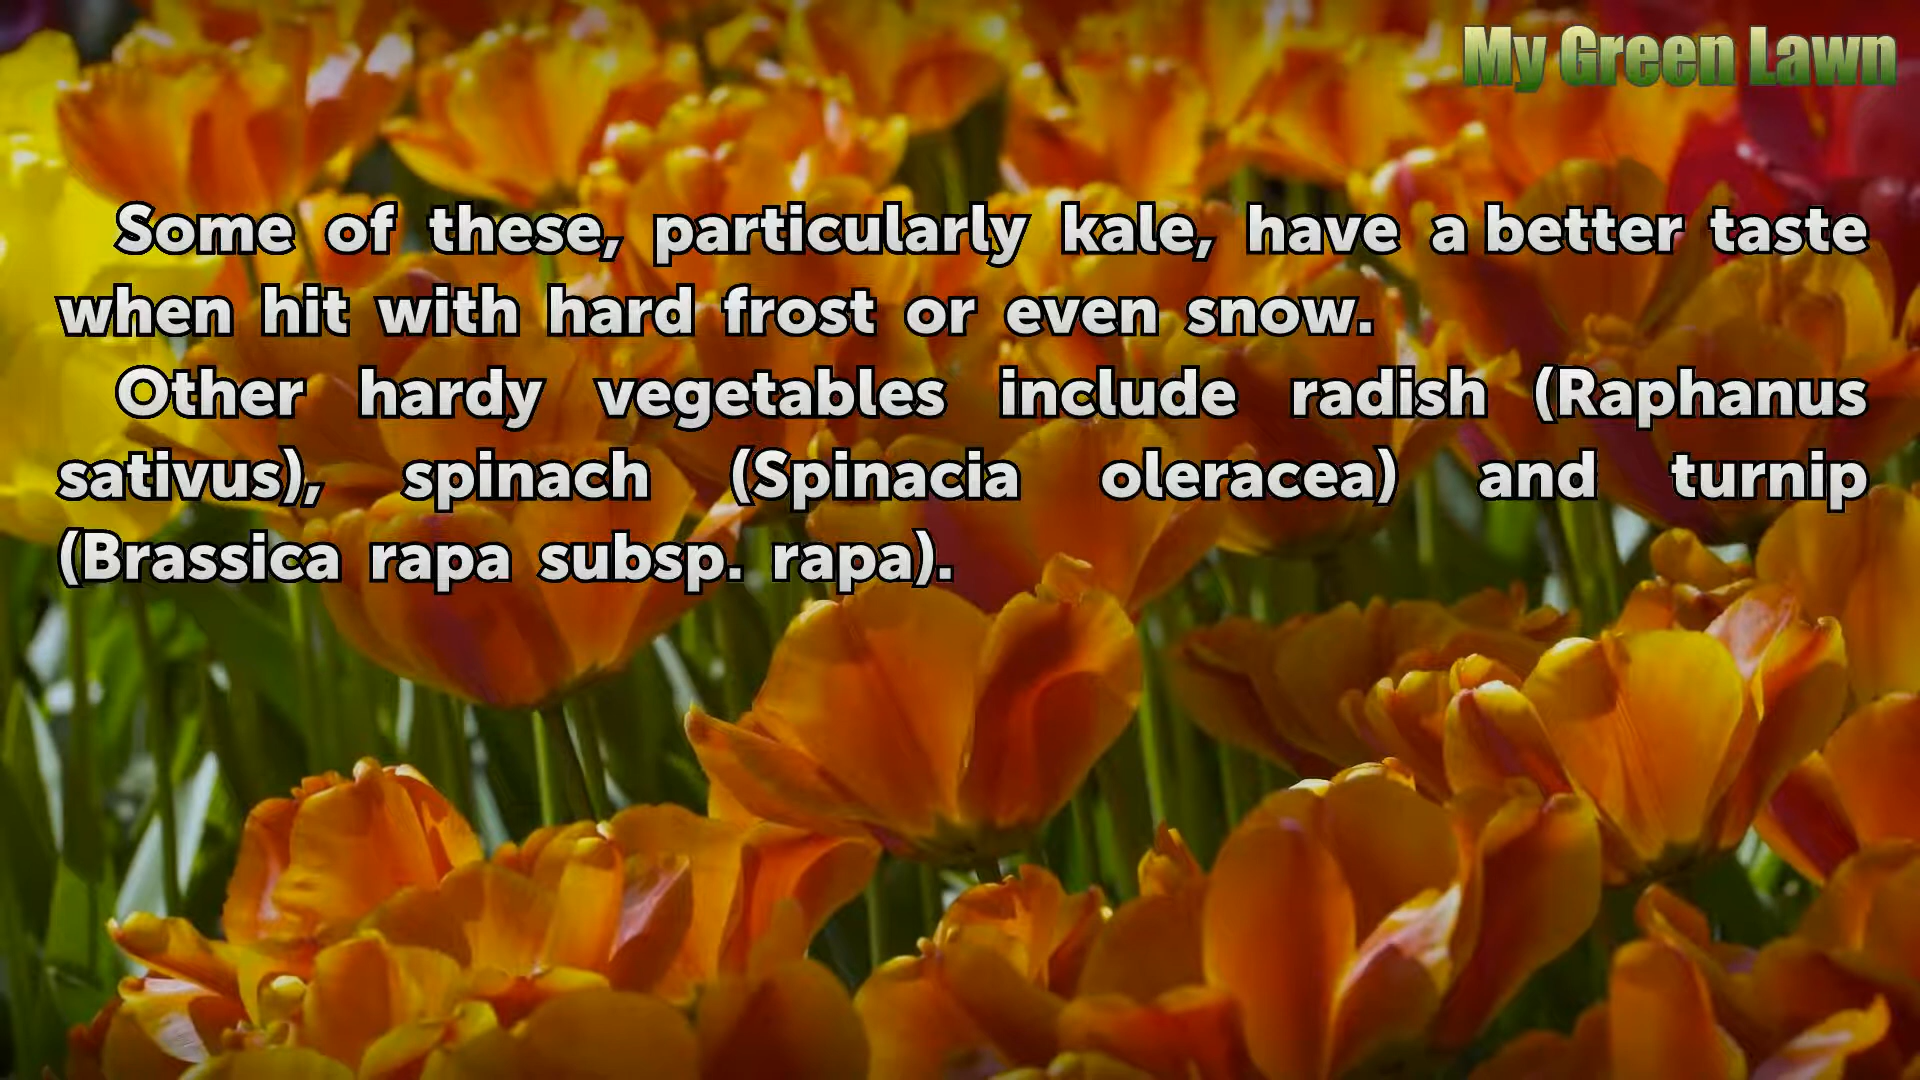 My Green Lawn
Some of these, particularly kale, have a better taste
when hit with hard frost or even snow.
Other hardy vegetables include radish (Raphanus
sativus), spinach (Spinacia oleracea) and turnip
(Brassica rapa subsp. rapa).